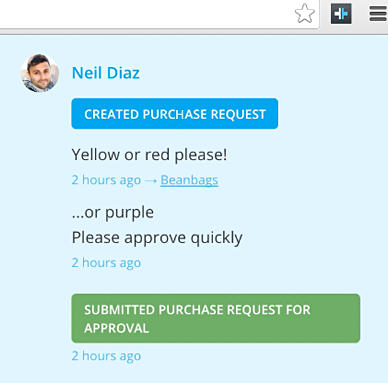 Neil Diaz
CREATED PURCHASE REQUEST
Yellow or red please!
2 hours ago → Beanbags
...or purple
Please approve quickly
2 hours ago
SUBMITTED PURCHASE REQUEST FOR
APPROVAL
2 hours ago